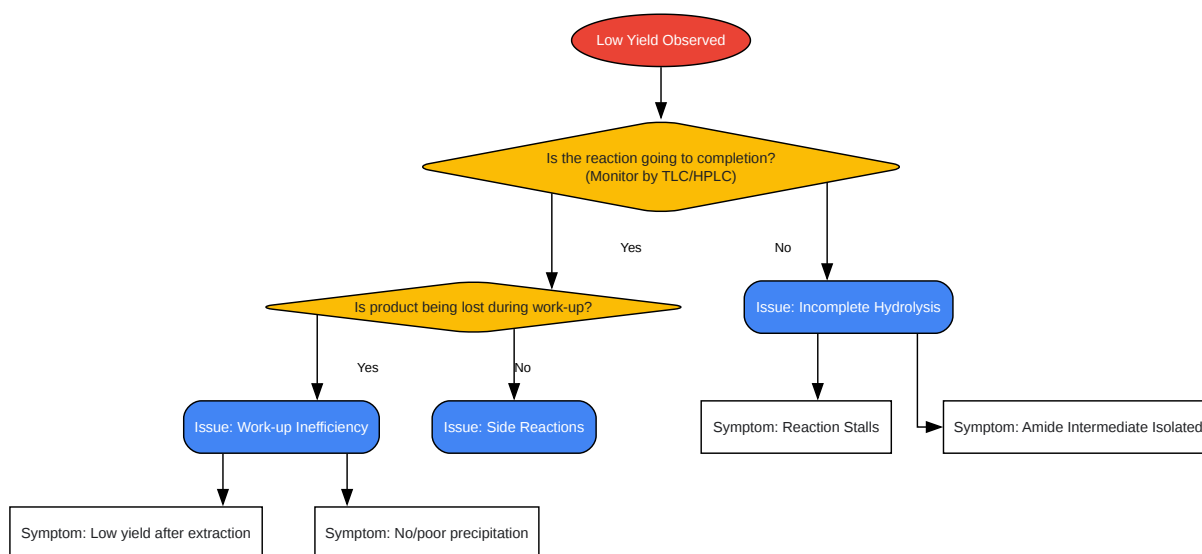 Low Yield Observed
Is the reaction going to completion?
(Monitor by TLC/HPLC)
Yes
No
Is product being lost during work-up?
Issue: Incomplete Hydrolysis
Yes
No
Issue: Work-up Inefficiency
Issue: Side Reactions
Symptom: Reaction Stalls
Symptom: Amide Intermediate Isolated
Symptom: Low yield after extraction
Symptom: No/poor precipitation